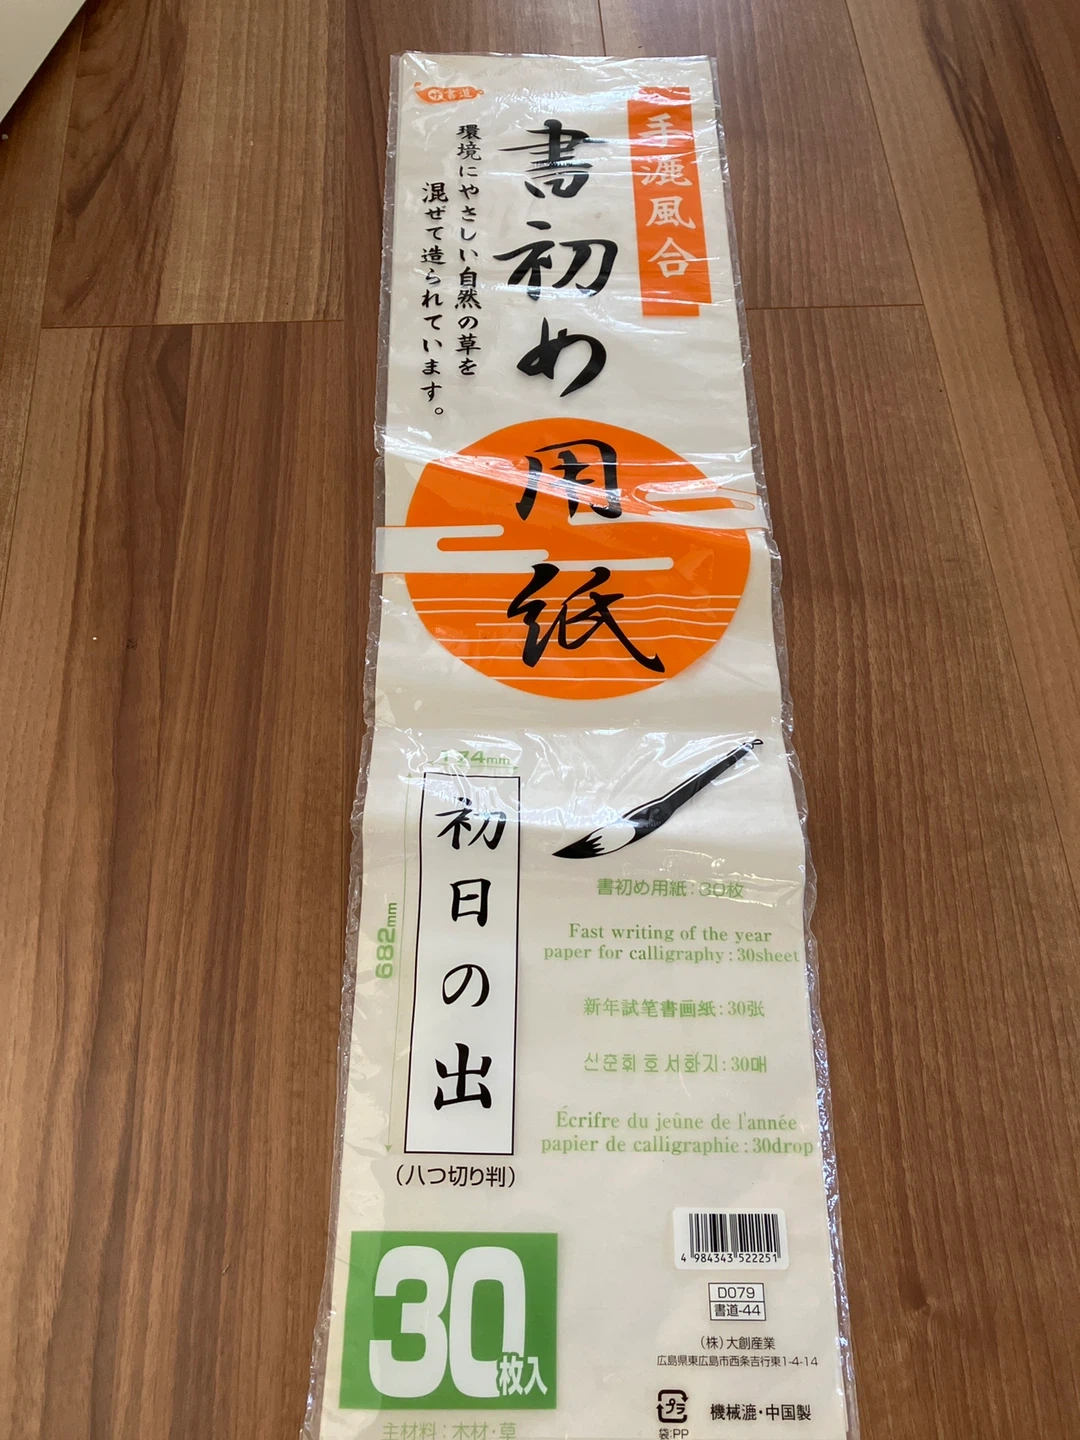 ザ書道
手漉風合
書初め用紙
環境にやさしい自然の草を
混ぜて造られています。
174mm
682mm
初日の出
(八つ切り判)
書初め用紙:30枚
Fast writing of the year
paper for calligraphy:30sheet
新年試笔書画紙:30张
신춘휘호서화지:30매
Écrifre du jeûne de l'année
papier de calligraphie:30drop
4 984343 522251
D079
書道-44
(株)大創産業
広島県東広島市西条吉行東1-4-14
プラ
袋:PP
機械漉・中国製
30枚入
主材料:木材・草